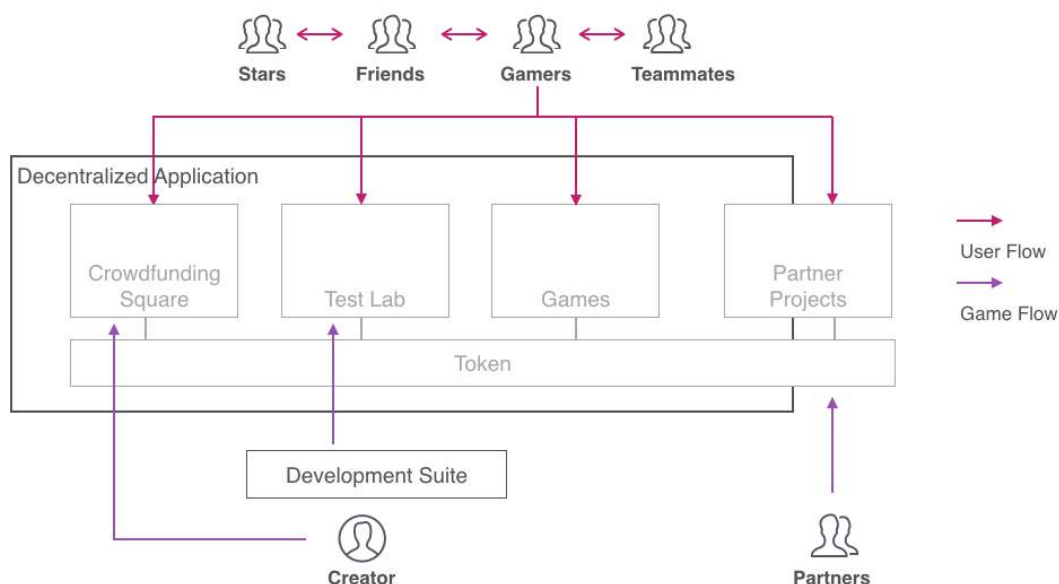 Stars
Friends
Gamers
Teammates
Decentralized Application
Crowdfunding
Square
Test Lab
Games
Partner
Projects
User Flow
Game Flow
Token
Development Suite
Creator
Partners